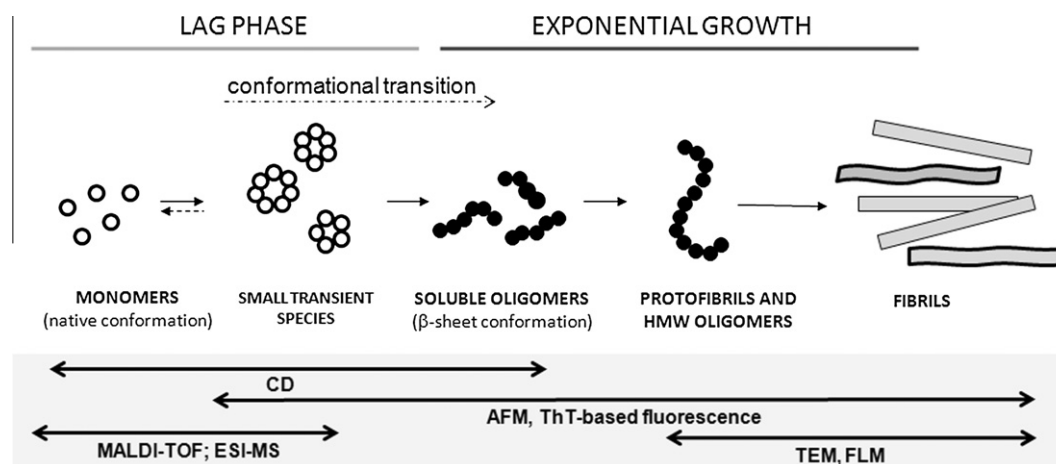 LAG PHASE
EXPONENTIAL GROWTH
conformational transition
MONOMERS
(native conformation)
SMALL TRANSIENT
SPECIES
SOLUBLE OLIGOMERS
(β-sheet conformation)
PROTOFIBRILS AND
HMW OLIGOMERS
FIBRILS
CD
AFM, ThT-based fluorescence
MALDI-TOF; ESI-MS
TEM, FLM